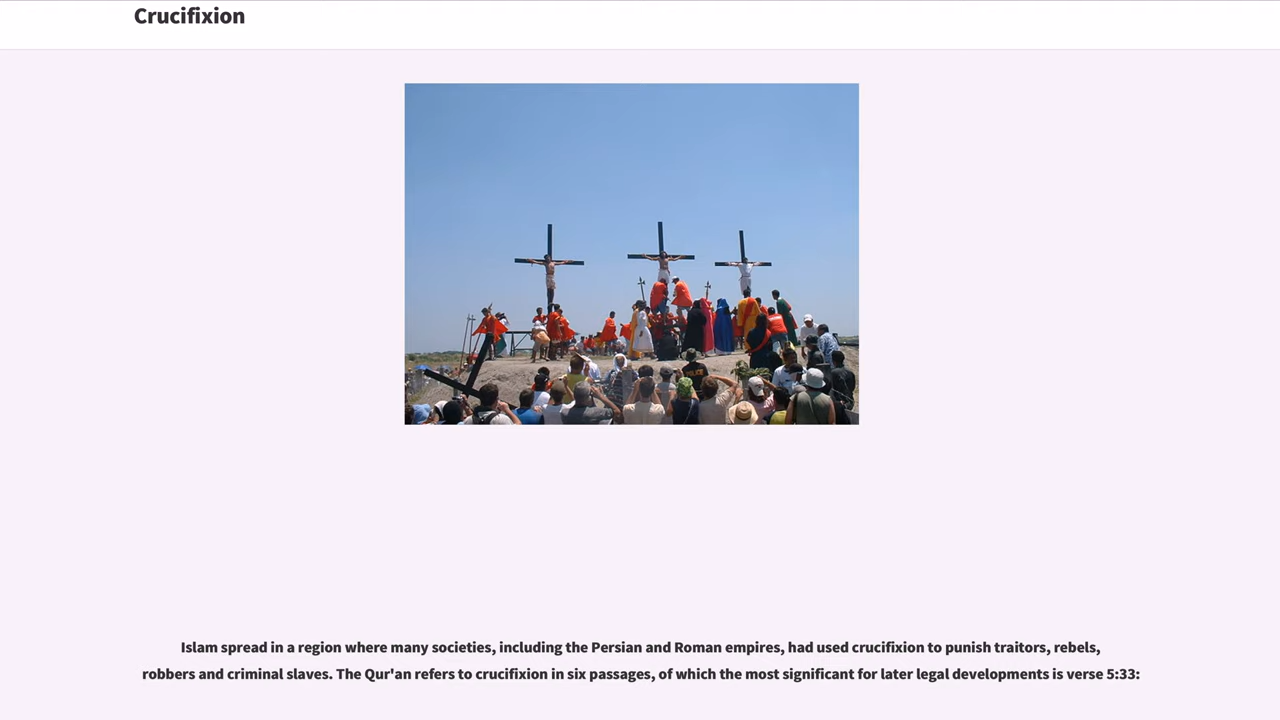 Crucifixion
POLICE
Islam spread in a region where many societies, including the Persian and Roman empires, had used crucifixion to punish traitors, rebels,
robbers and criminal slaves. The Qur'an refers to crucifixion in six passages, of which the most significant for later legal developments is verse 5:33: